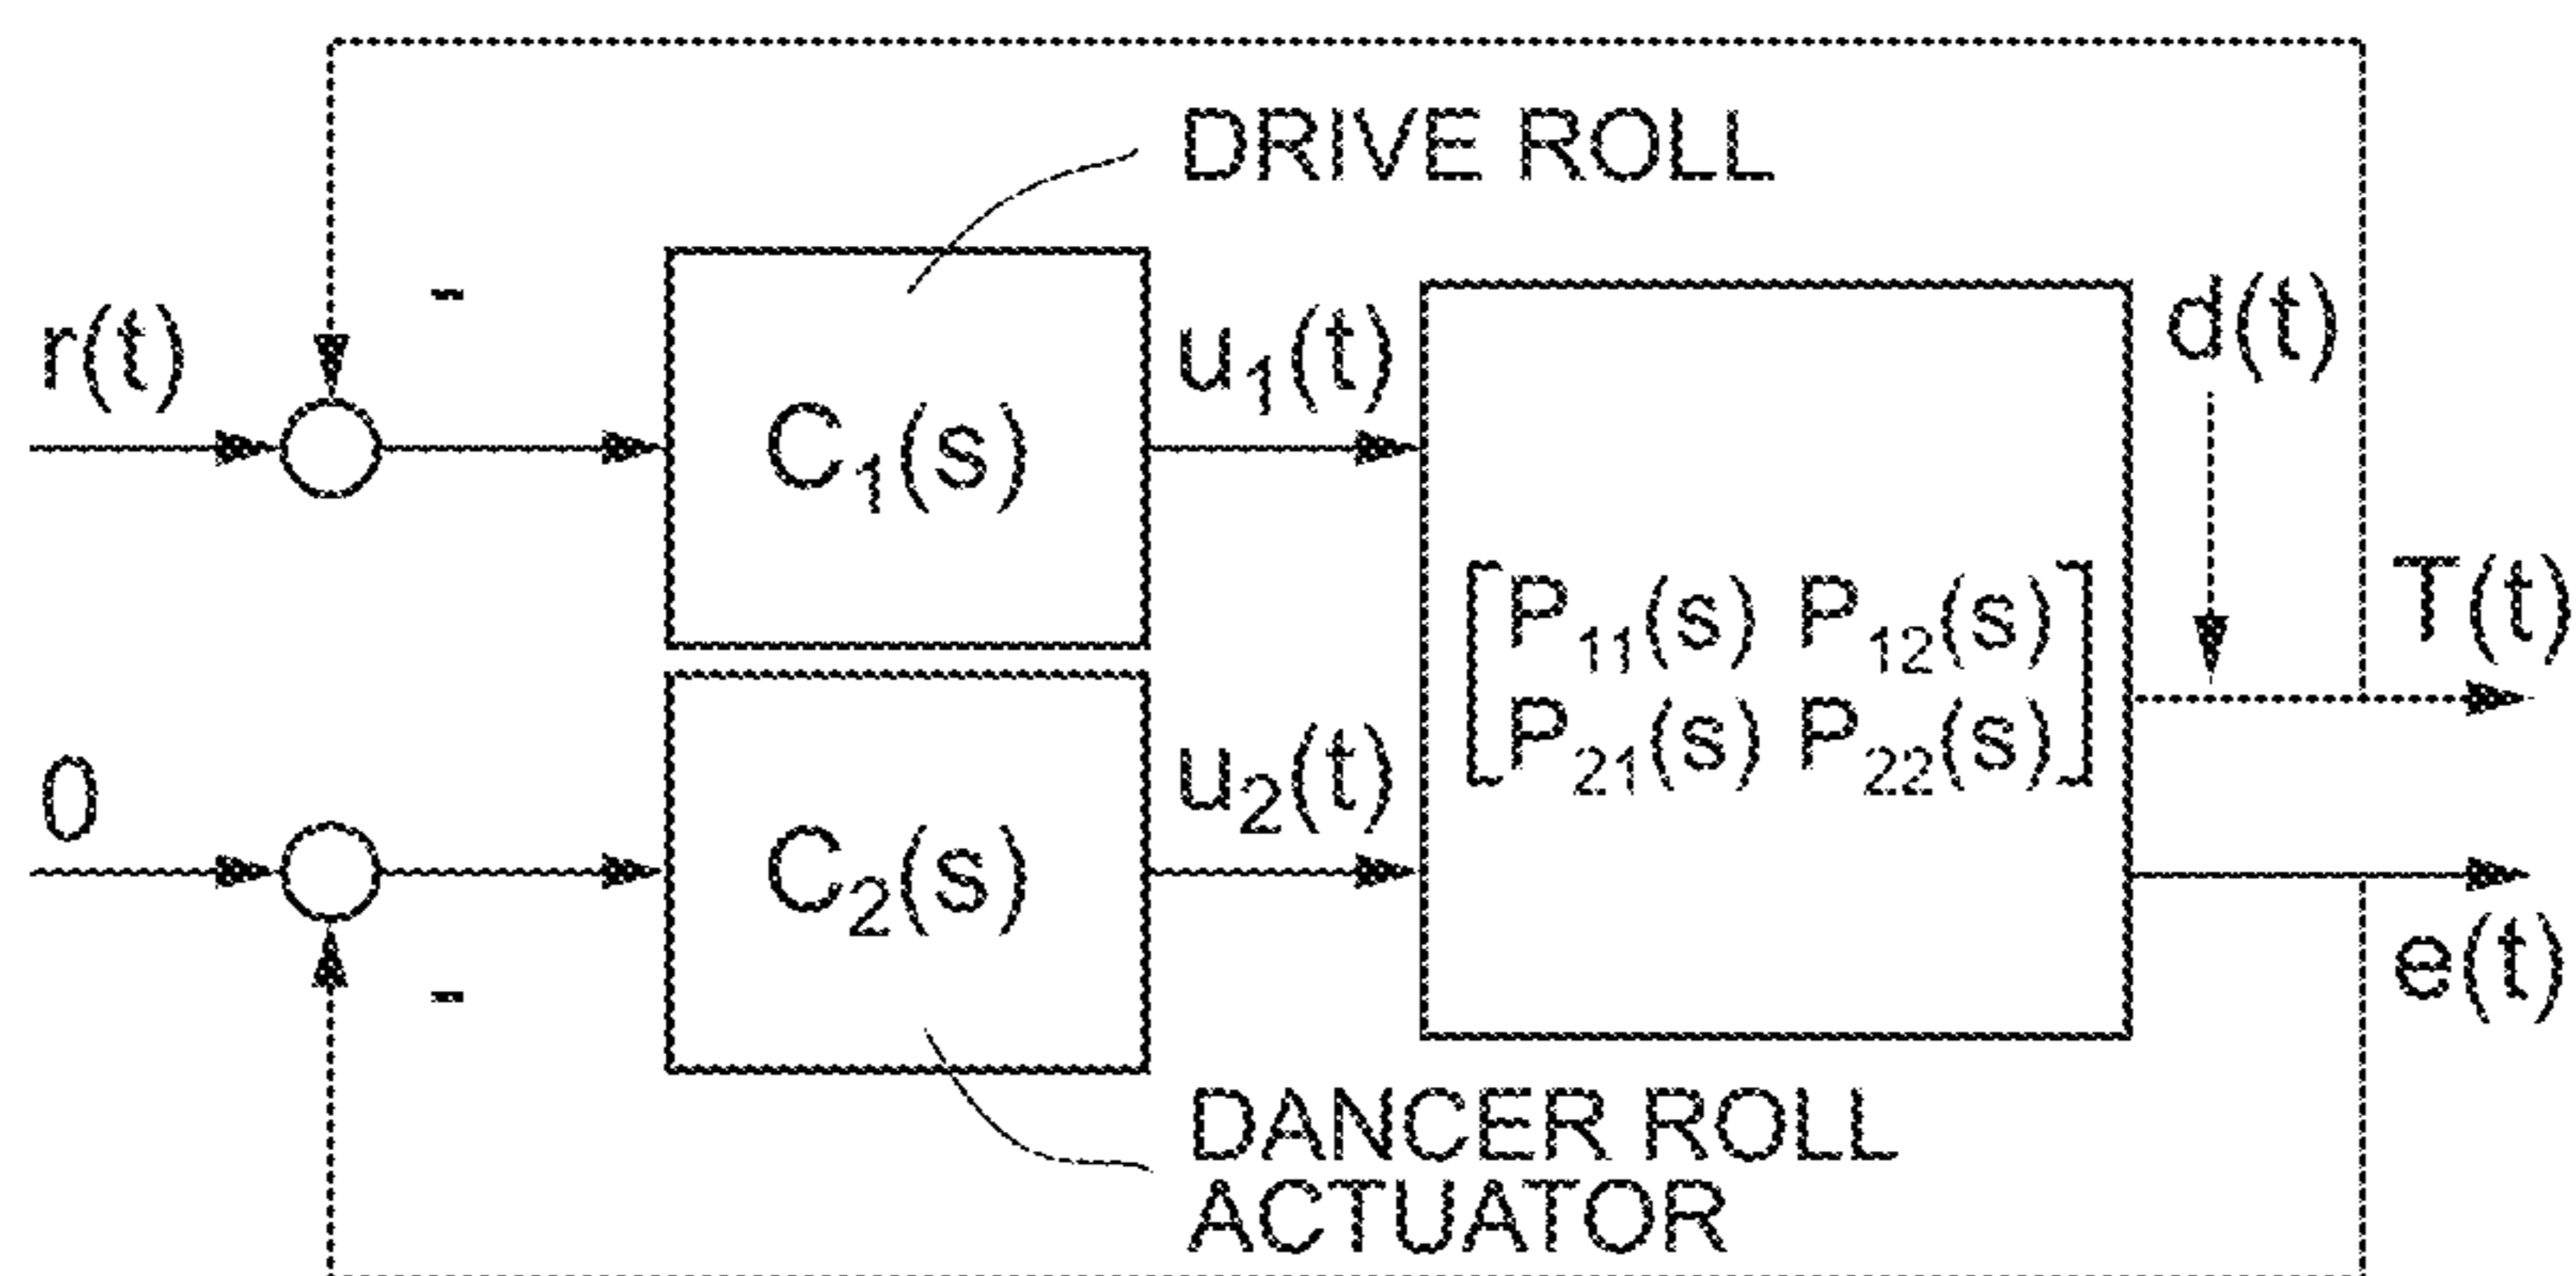 DRIVE ROLL
-
r(t)
C₁(s)
u₁(t)
d(t)
T(t)
[P₁₁(s) P₁₂(s)
P₂₁(s) P₂₂(s)]
0
C₂(s)
u₂(t)
e(t)
-
DANCER ROLL
ACTUATOR